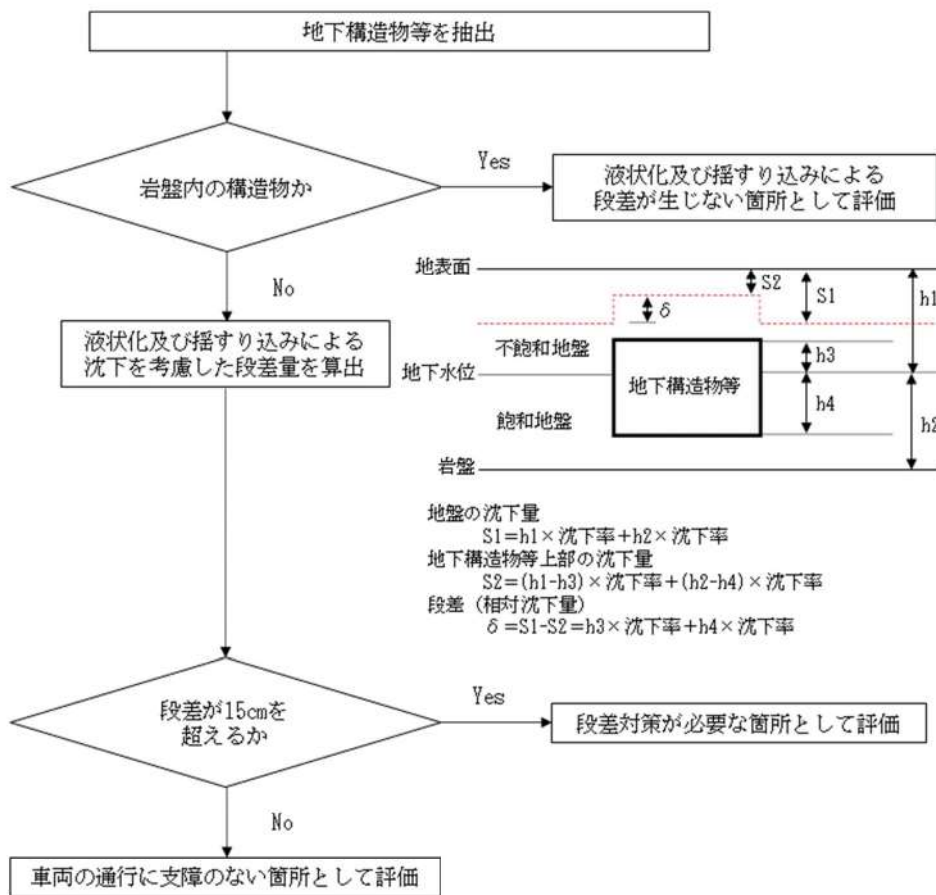 地下構造物等を抽出
岩盤内の構造物か
Yes
液状化及び揺すり込みによる
段差が生じない箇所として評価
No
液状化及び揺すり込みによる
沈下を考慮した段差量を算出
地表面
S2
S1
h1
δ
不飽和地盤
h3
地下水位
地下構造物等
h4
飽和地盤
h2
岩盤
地盤の沈下量
S1=h1×沈下率+h2×沈下率
地下構造物等上部の沈下量
S2=(h1-h3)×沈下率+(h2-h4)×沈下率
段差(相対沈下量)
δ=S1-S2=h3×沈下率+h4×沈下率
段差が15cmを
超えるか
Yes
段差対策が必要な箇所として評価
No
車両の通行に支障のない箇所として評価